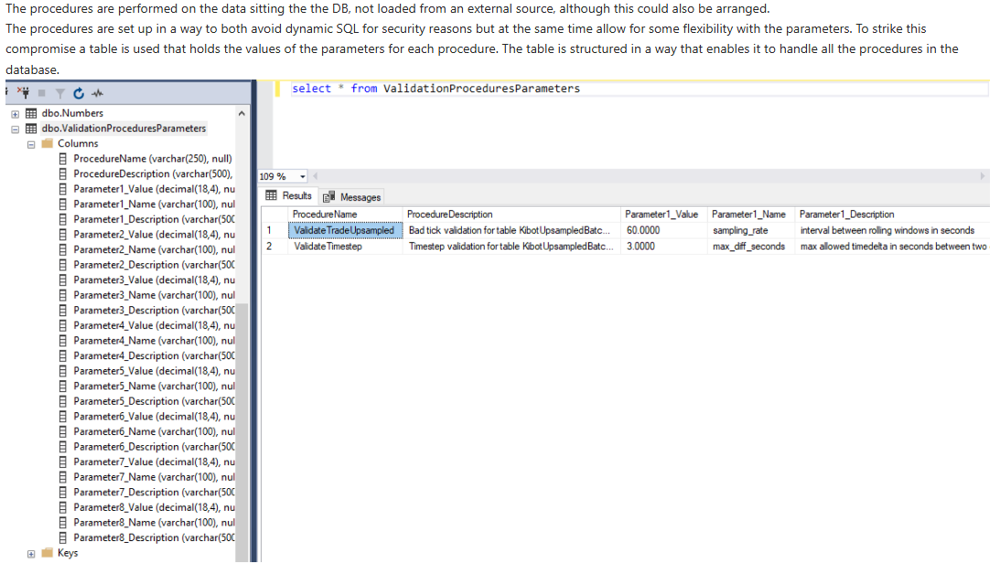 The procedures are performed on the data sitting the the DB, not loaded from an external source, although this could also be arranged.
The procedures are set up in a way to both avoid dynamic SQL for security reasons but at the same time allow for some flexibility with the parameters. To strike this
compromise a table is used that holds the values of the parameters for each procedure. The table is structured in a way that enables it to handle all the procedures in the
database.
select * from ValidationProceduresParameters
dbo.Numbers
dbo.ValidationProceduresParameters
Columns
ProcedureName (varchar(250), null)
ProcedureDescription (varchar(500),
Parameter1_Value (decimal(18,4), nu
Parameter1_Name (varchar(100), nul
Parameter1_Description (varchar(500
Parameter2_Value (decimal(18,4), nu
Parameter2_Name (varchar(100), nul
Parameter2_Description (varchar(500
Parameter3_Value (decimal(18,4), nu
Parameter3_Name (varchar(100), nul
Parameter3_Description (varchar(500
Parameter4_Value (decimal(18,4), nu
Parameter4_Name (varchar(100), nul
Parameter4_Description (varchar(500
Parameter5_Value (decimal(18,4), nu
Parameter5_Name (varchar(100), nul
Parameter5_Description (varchar(500
Parameter6_Value (decimal(18,4), nu
Parameter6_Name (varchar(100), nul
Parameter6_Description (varchar(500
Parameter7_Value (decimal(18,4), nu
Parameter7_Name (varchar(100), nul
Parameter7_Description (varchar(500
Parameter8_Value (decimal(18,4), nu
Parameter8_Name (varchar(100), nul
Parameter8_Description (varchar(500
Keys
109 %
Results Messages
ProcedureName ProcedureDescription Parameter1_Value Parameter1_Name Parameter1_Description
1 ValidateTradeUpsampled Bad tick validation for table KibotUpsampledBatc... 60.0000 sampling_rate interval between rolling windows in seconds
2 ValidateTimestep Timestep validation for table KibotUpsampledBatc... 3.0000 max_diff_seconds max allowed timedelta in seconds between two